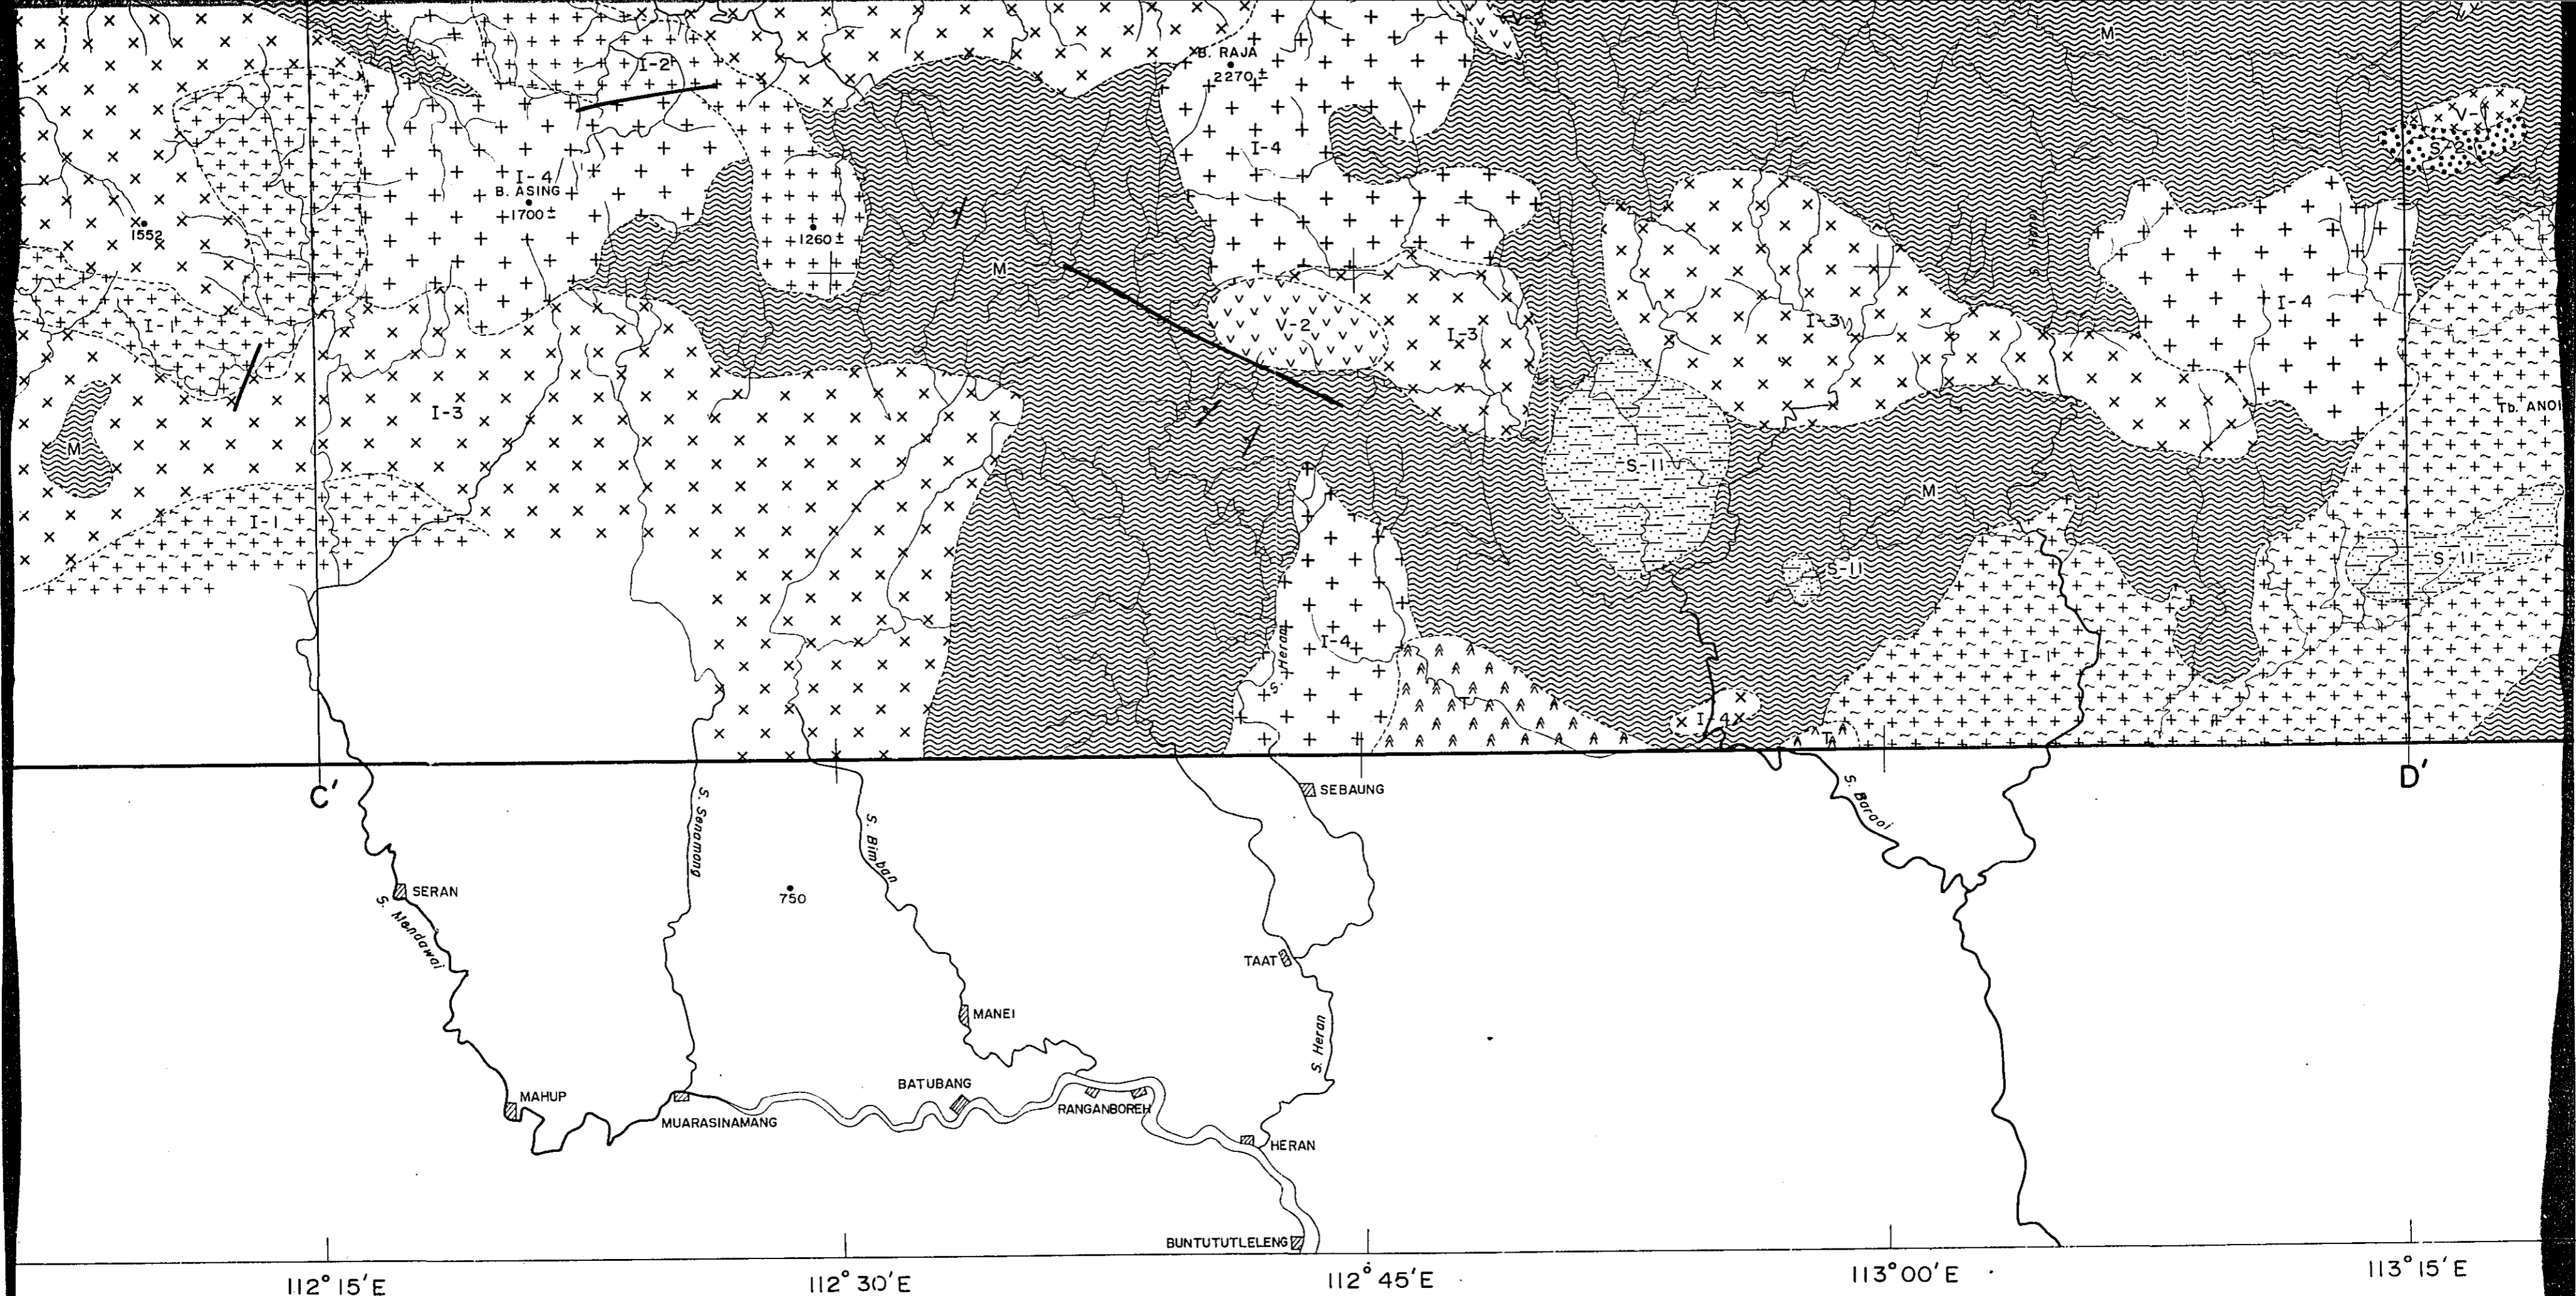 V-2
M
B. RAJA
2270±
I-2
V-1
S-2
I-4
I-4
B. ASING
1700±
1552
1260±
M
I-4
I-1
V-2
I-3
I-3
I-3
Tb. ANOI
M
S-11
M
I-1
S-11
S-11
I-4
S. Heran
I-1
T
I-4
T
C'
D'
SEBAUNG
S. Senamang
S. Bimban
S. Baraoi
SERAN
750
S. Mendawai
TAAT
MANEI
S. Heran
BATUBANG
MAHUP
RANGANBOREH
MUARASINAMANG
HERAN
BUNTUTUTLELENG
112°15'E
112°30'E
112°45'E
113°00'E
113°15'E